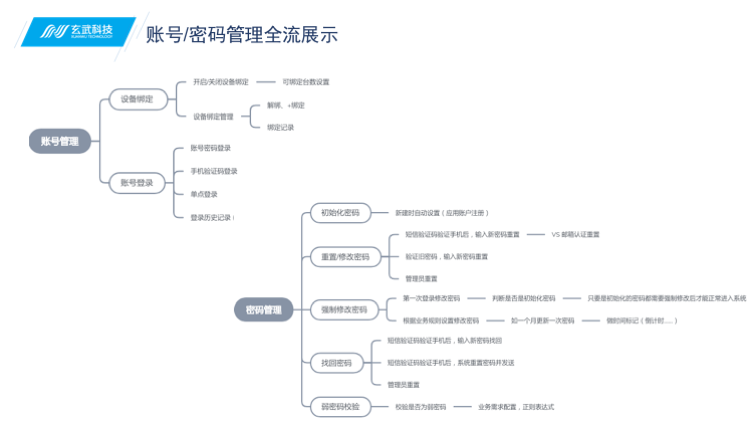 玄武科技
账号/密码管理全流展示
账号管理
设备绑定
开启/关闭设备绑定
可绑定台数设置
设备绑定管理
解绑、+绑定
绑定记录
账号登录
账号密码登录
手机验证码登录
单点登录
登录历史记录
密码管理
初始化密码
新建时自动设置（应用账户注册）
重置/修改密码
短信验证码验证手机后，输入新密码重置
VS 邮箱认证重置
验证旧密码，输入新密码重置
管理员重置
强制修改密码
第一次登录修改密码
判断是否是初始化密码
只要是初始化的密码都需要强制修改后才能正常进入系统
根据业务规则设置修改密码
如一个月更新一次密码
做时间标记（倒计时.....）
找回密码
短信验证码验证手机后，输入新密码找回
短信验证码验证手机后，系统重置密码并发送
管理员重置
弱密码校验
校验是否为弱密码
业务需求配置，正则表达式